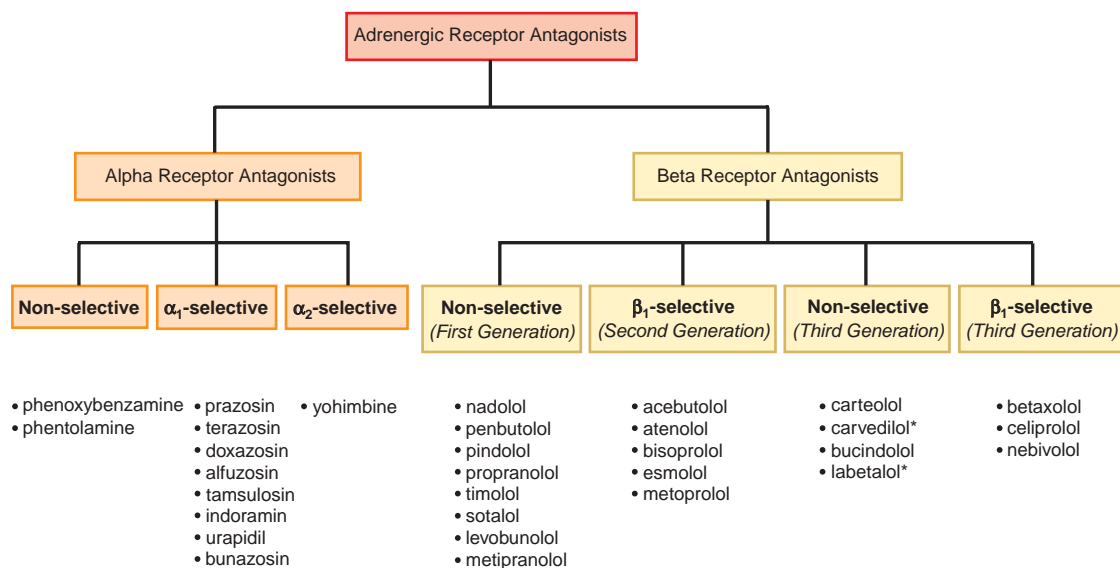 Adrenergic Receptor Antagonists
Alpha Receptor Antagonists
Beta Receptor Antagonists
Non-selective
α1-selective
α2-selective
Non-selective
(First Generation)
β1-selective
(Second Generation)
Non-selective
(Third Generation)
β1-selective
(Third Generation)
• phenoxybenzamine
• phentolamine
• prazosin
• terazosin
• doxazosin
• alfuzosin
• tamsulosin
• indoramin
• urapidil
• bunazosin
• yohimbine
• nadolol
• penbutolol
• pindolol
• propranolol
• timolol
• sotalol
• levobunolol
• metipranolol
• acebutolol
• atenolol
• bisoprolol
• esmolol
• metoprolol
• carteolol
• carvedilol*
• bucindolol
• labetalol*
• betaxolol
• celiprolol
• nebivolol